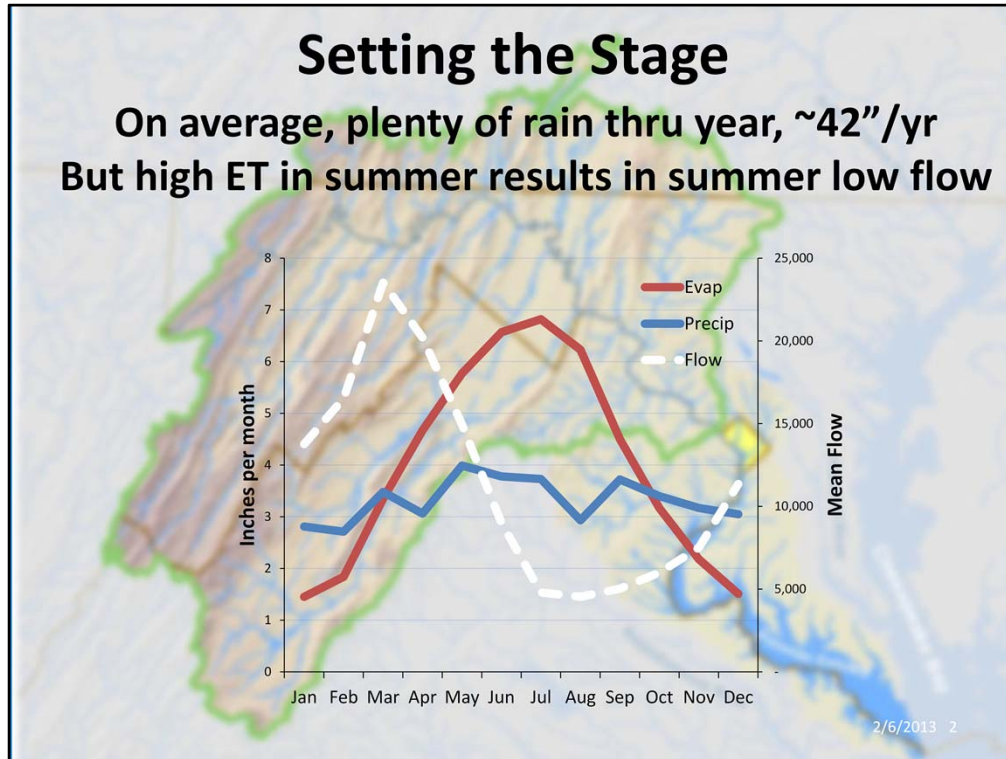 Setting the Stage
On average, plenty of rain thru year, ~42”/yr
But high ET in summer results in summer low flow
8
7
6
5
4
3
2
1
0
Inches per month
Evap
Precip
Flow
25,000
20,000
15,000
10,000
5,000
-
Mean Flow
Jan Feb Mar Apr May Jun Jul Aug Sep Oct Nov Dec
2/6/2013 2